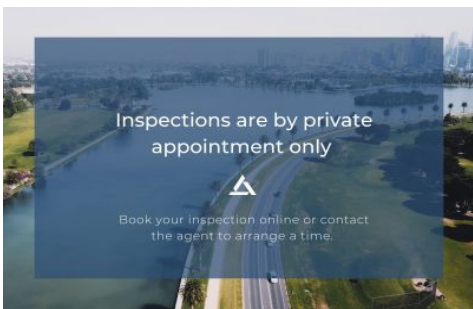 Inspections are by private
appointment only
Book your inspection online or contact
the agent to arrange a time.